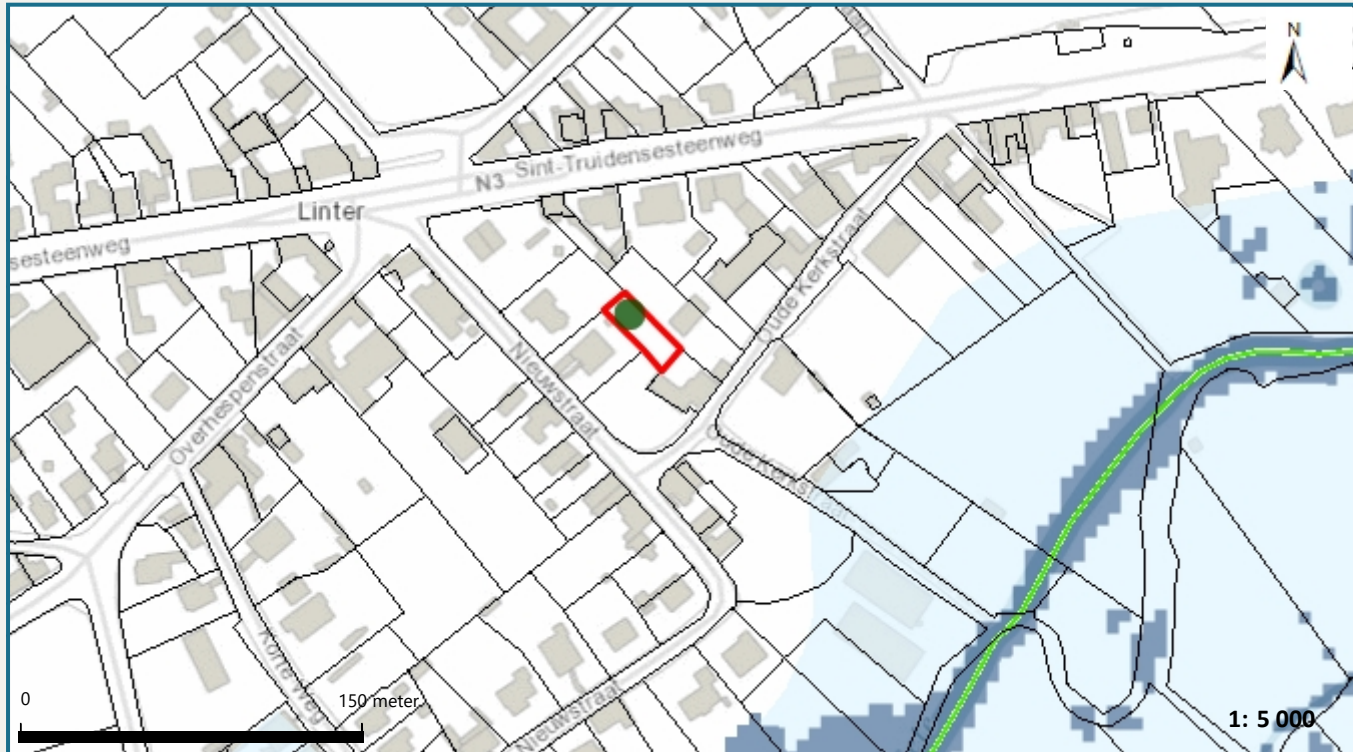 N
N3 Sint-Truidensesteenweg
Linter
sesteenweg
Oude Kerkstraat
Overhespenstraat
Nieuwstraat
Oude Kerkstraat
Korte Weg
Nieuwstraat
0
150 meter
1: 5 000